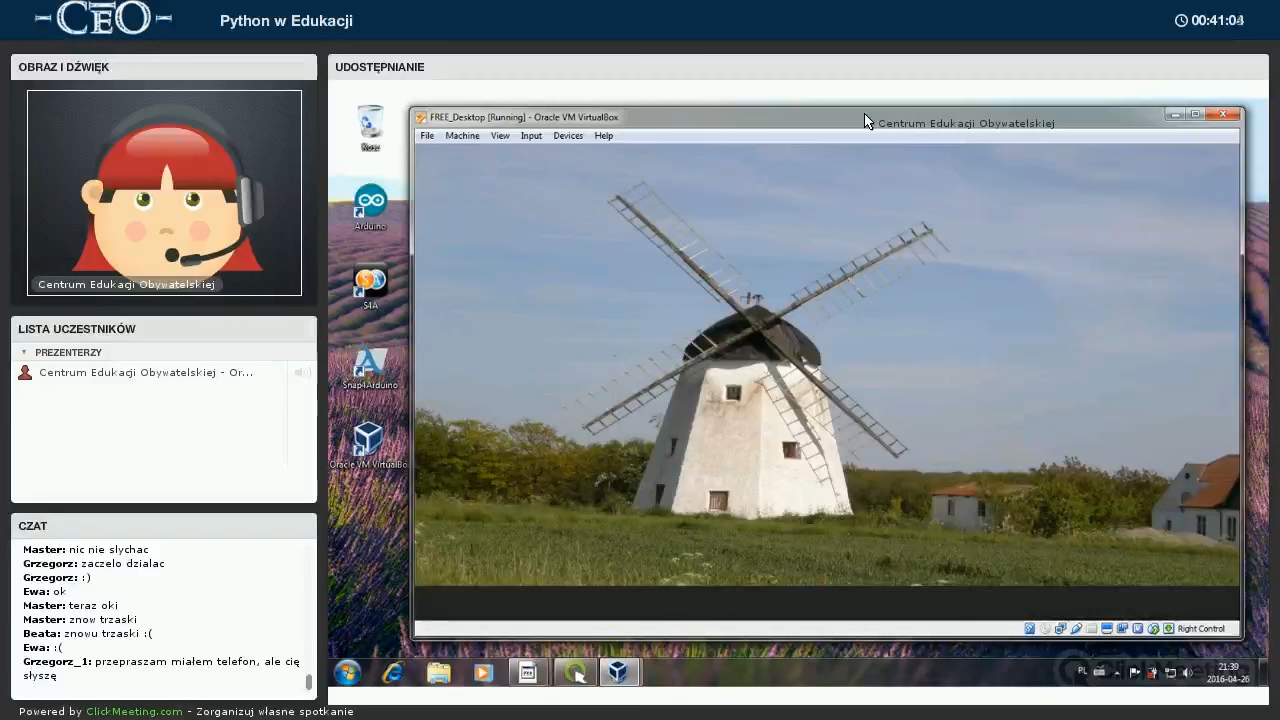 CEO
Python w Edukacji
00:41:04
OBRAZ I DŹWIĘK
Centrum Edukacji Obywatelskiej
LISTA UCZESTNIKÓW
PREZENTERZY
Centrum Edukacji Obywatelskiej - Or...
CZAT
Master: nic nie slychac
Grzegorz: zaczelo dzialac
Grzegorz: :)
Ewa: ok
Master: teraz oki
Master: znow trzaski
Beata: znowu trzaski :(
Ewa: :(
Grzegorz_1: przepraszam miałem telefon, ale cię
słyszę
Powered by ClickMeeting.com - Zorganizuj własne spotkanie
UDOSTĘPNIANIE
Kosz
Arduino
S4A
Snap4Arduino
Oracle VM VirtualBo
FREE_Desktop [Running] - Oracle VM VirtualBox
Centrum Edukacji Obywatelskiej
File Machine View Input Devices Help
Right Control
PL
21:39
2016-04-26